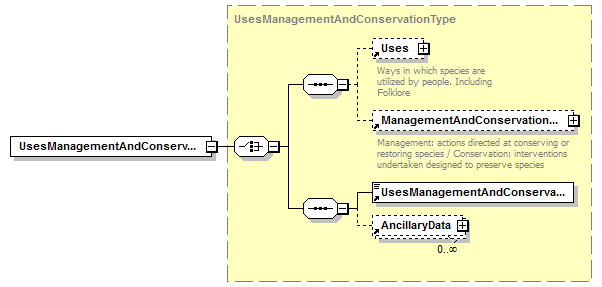 UsesManagementAndConservationType
Uses
Ways in which species are
utilized by people. Including
Folklore
ManagementAndConservation...
Management: actions directed at conserving or
restoring species / Conservation: interventions
undertaken designed to preserve species
UsesManagementAndConserv...
UsesManagementAndConserva...
AncillaryData
0..∞